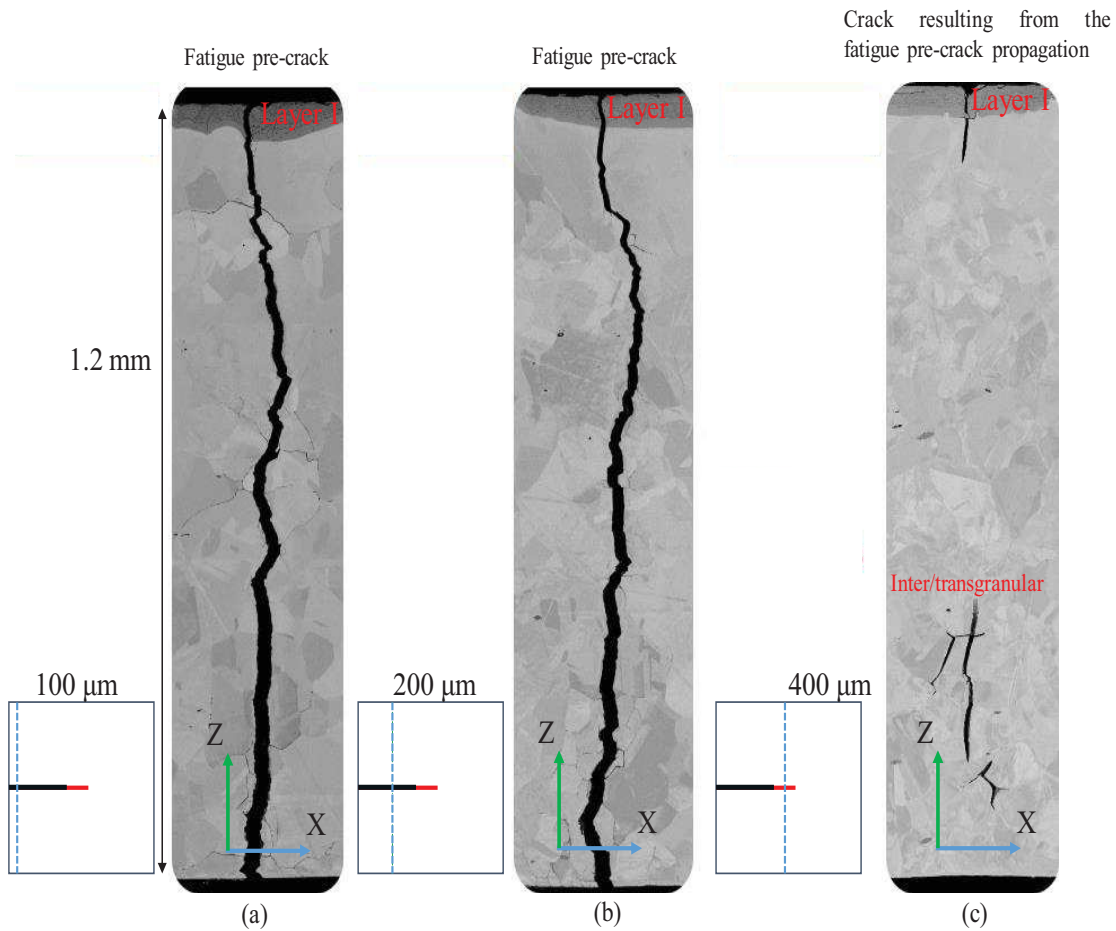 Crack resulting from the
fatigue pre-crack propagation
Fatigue pre-crack
Fatigue pre-crack
Layer I
Layer I
Layer I
1.2 mm
Inter/transgranular
100 μm
200 μm
400 μm
Z
Z
Z
X
X
X
(a)
(b)
(c)